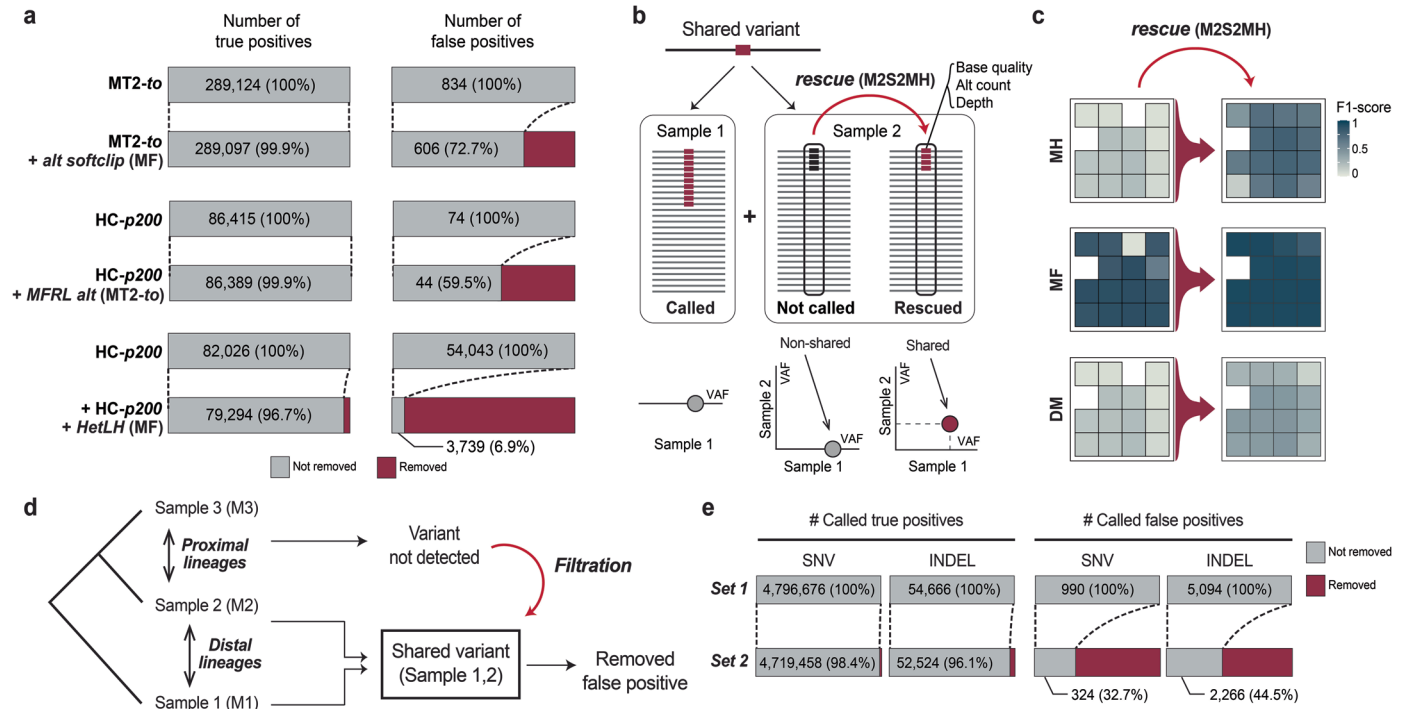 a
Number of
true positives
Number of
false positives
MT2-to
289,124 (100%)
834 (100%)
MT2-to
+ alt softclip (MF)
289,097 (99.9%)
606 (72.7%)
HC-p200
86,415 (100%)
74 (100%)
HC-p200
+ MFRL alt (MT2-to)
86,389 (99.9%)
44 (59.5%)
HC-p200
82,026 (100%)
54,043 (100%)
+ HC-p200
+ HetLH (MF)
79,294 (96.7%)
3,739 (6.9%)
Not removed
Removed
b
Shared variant
rescue (M2S2MH)
Base quality
Alt count
Depth
Sample 1
Sample 2
+
Called
Not called
Rescued
Non-shared
Shared
VAF
Sample 1
Sample 2
VAF
VAF
Sample 1
Sample 2
VAF
VAF
Sample 1
c
rescue (M2S2MH)
F1-score
1
0.5
0
MH
MF
DM
d
Sample 3 (M3)
Proximal
lineages
Sample 2 (M2)
Distal
lineages
Sample 1 (M1)
Variant
not detected
Filtration
Shared variant
(Sample 1,2)
Removed
false positive
e
# Called true positives
# Called false positives
SNV
INDEL
SNV
INDEL
Set 1
4,796,676 (100%)
54,666 (100%)
990 (100%)
5,094 (100%)
Set 2
4,719,458 (98.4%)
52,524 (96.1%)
324 (32.7%)
2,266 (44.5%)
Not removed
Removed